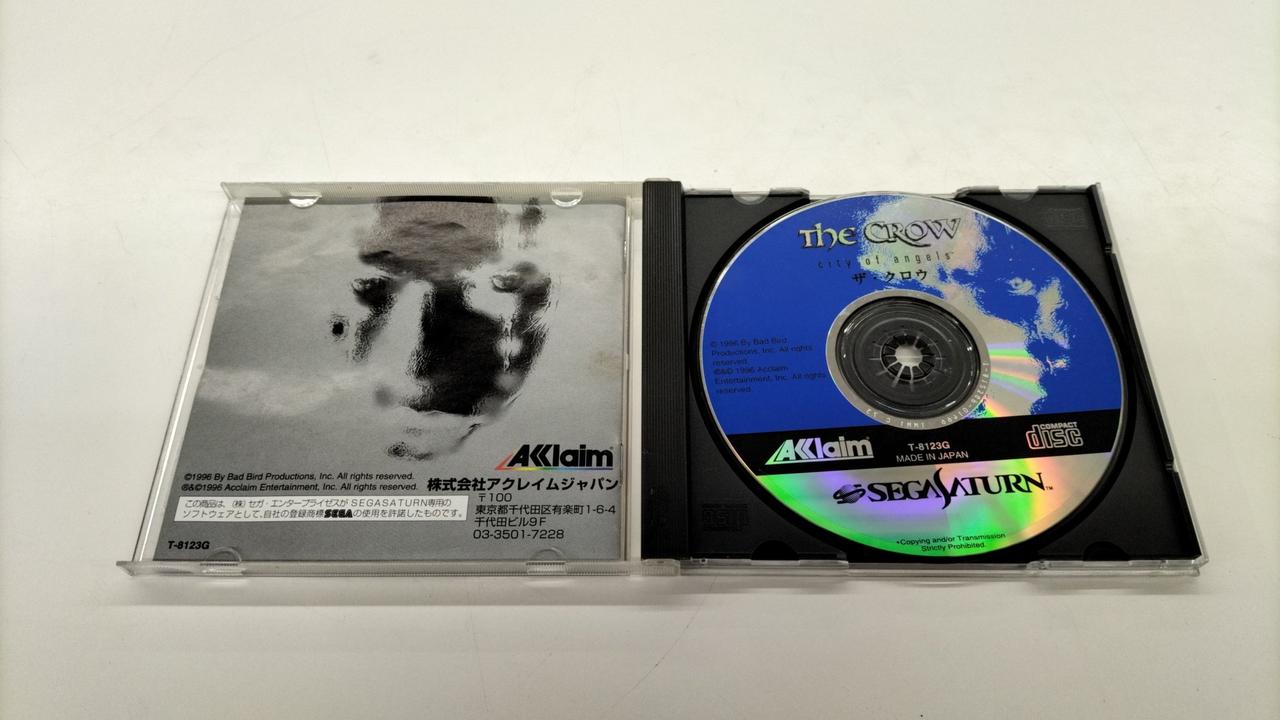 ©1996 By Bad Bird Productions, Inc. All rights reserved.
®&©1996 Acclaim Entertainment, Inc. All rights reserved.
この商品は、(株)セガ・エンタープライゼスが SEGASATURN専用の
ソフトウェアとして、自社の登録商標SEGAの使用を許諾したものです。
T-8123G
AKKlaim
株式会社アクレイムジャパン
〒100
東京都千代田区有楽町1-6-4
千代田ビル9F
03-3501-7228
The CROW
city of angels™
ザ・クロウ
© 1996 By Bad Bird
Productions, Inc. All rights
reserved.
Entertainment, Inc. All rights
reserved.
AKKlaim
T-8123G
MADE IN JAPAN
COMPACT
disc
SEGA SATURN™
*Copying and/or Transmission
Strictly Prohibited.